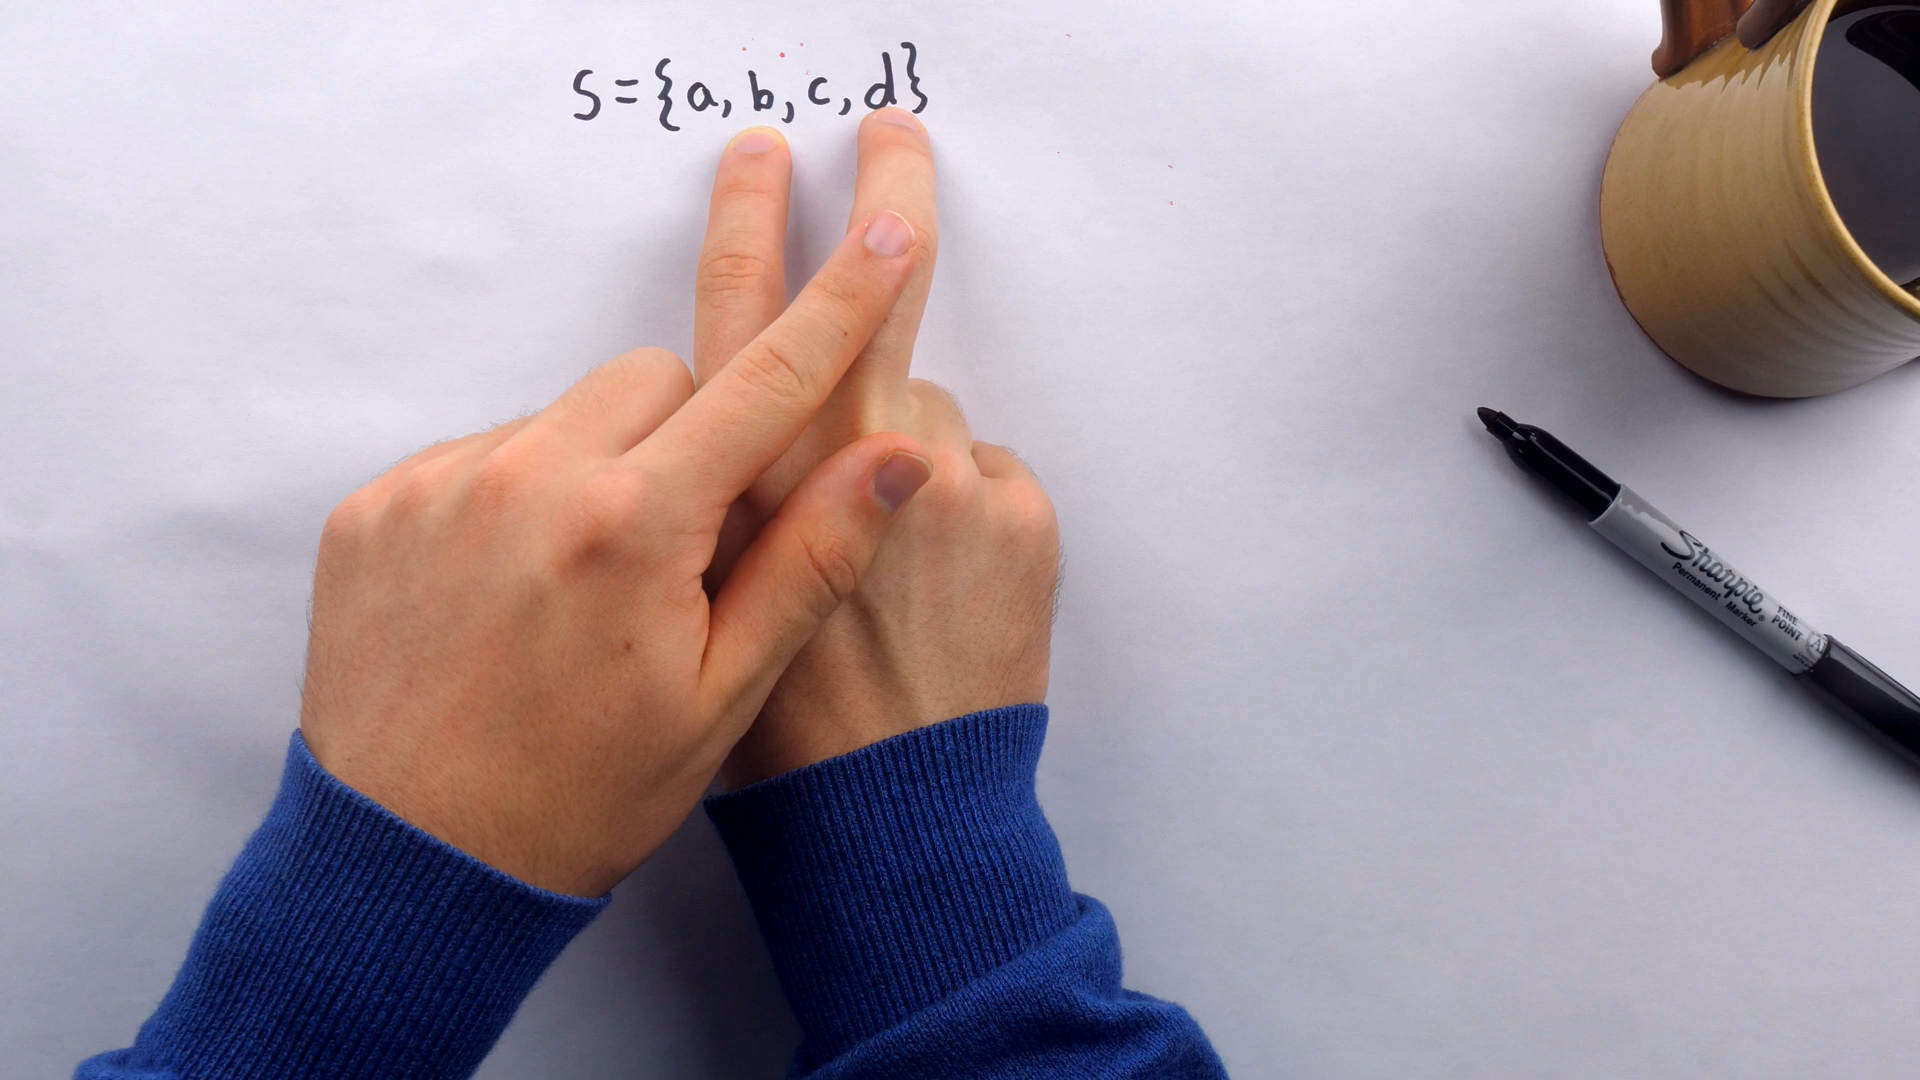 S={a, b, c, d}
Sharpie
Permanent Marker
FINE
POINT